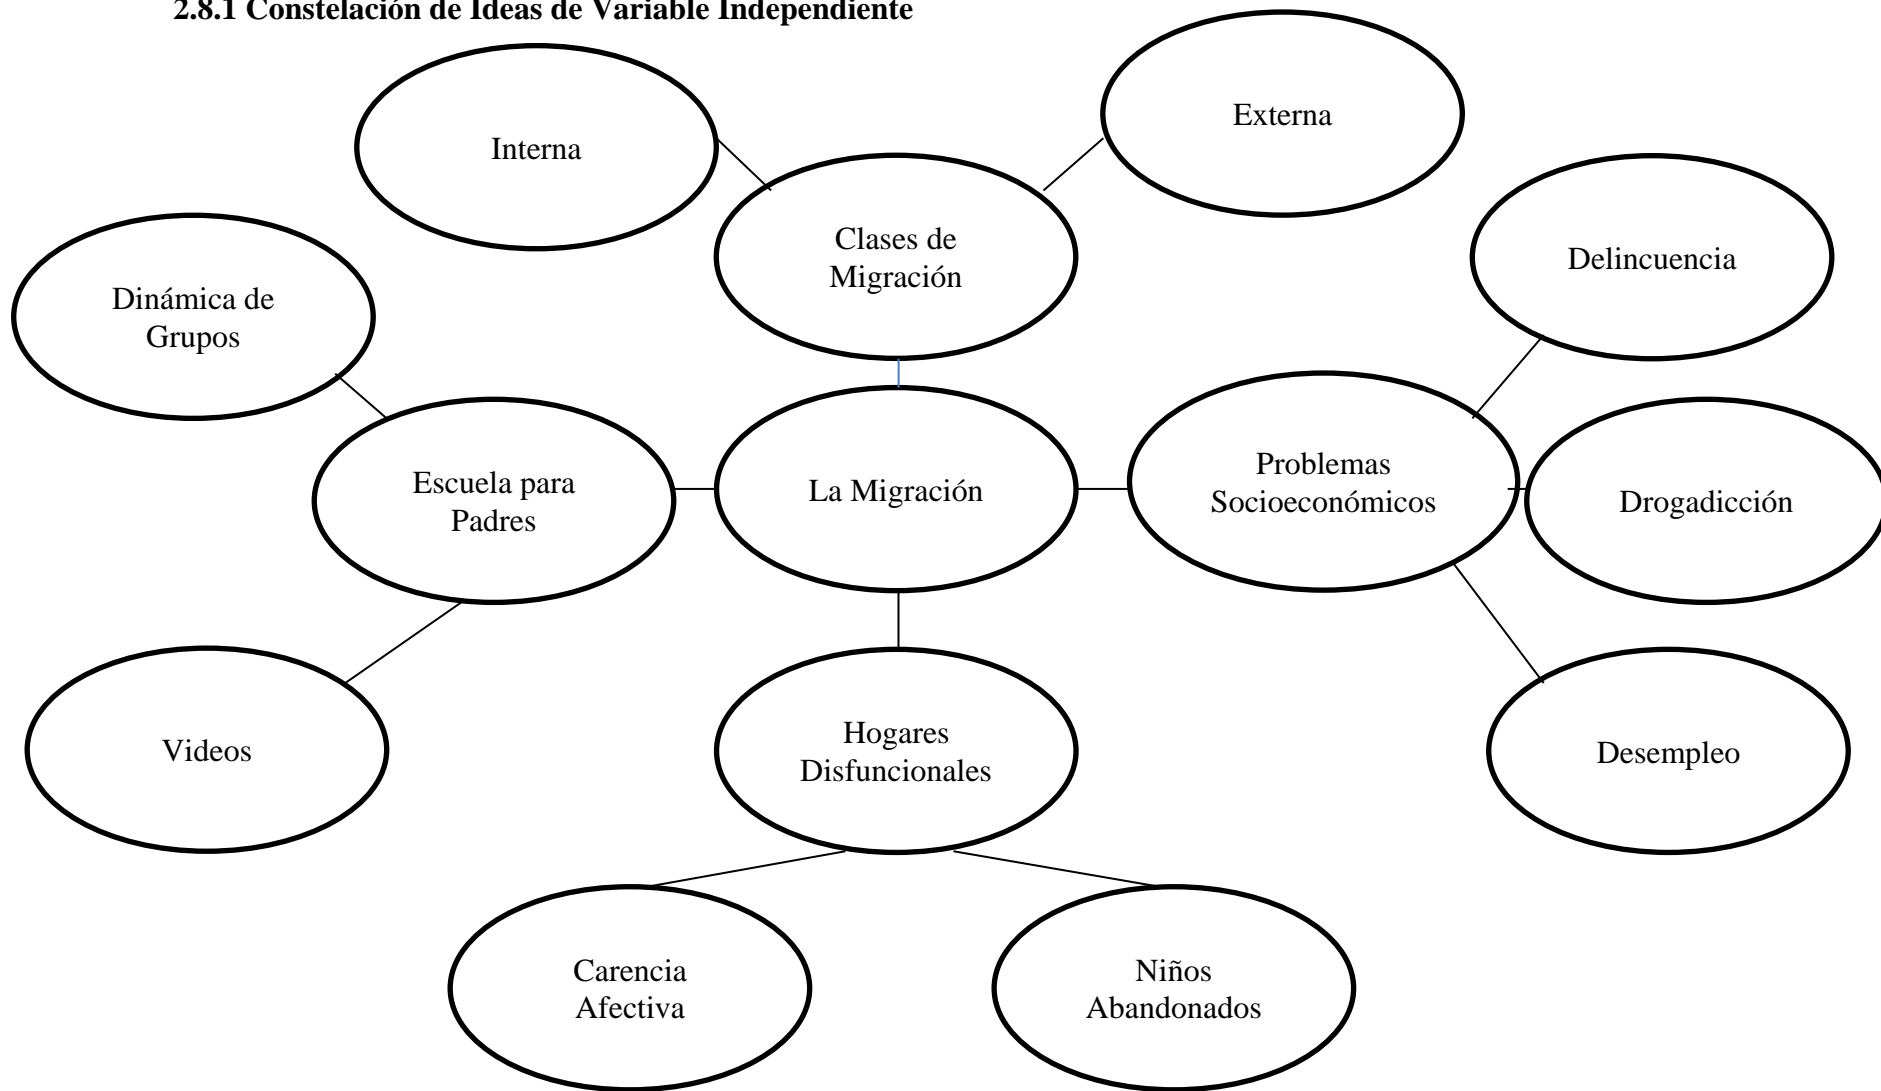 2.8.1 Constelación de Ideas de Variable Independiente
Externa
Interna
Clases de
Migración
Delincuencia
Dinámica de
Grupos
Problemas
Socioeconómicos
Escuela para
Padres
La Migración
Drogadicción
Hogares
Disfuncionales
Videos
Desempleo
Carencia
Afectiva
Niños
Abandonados